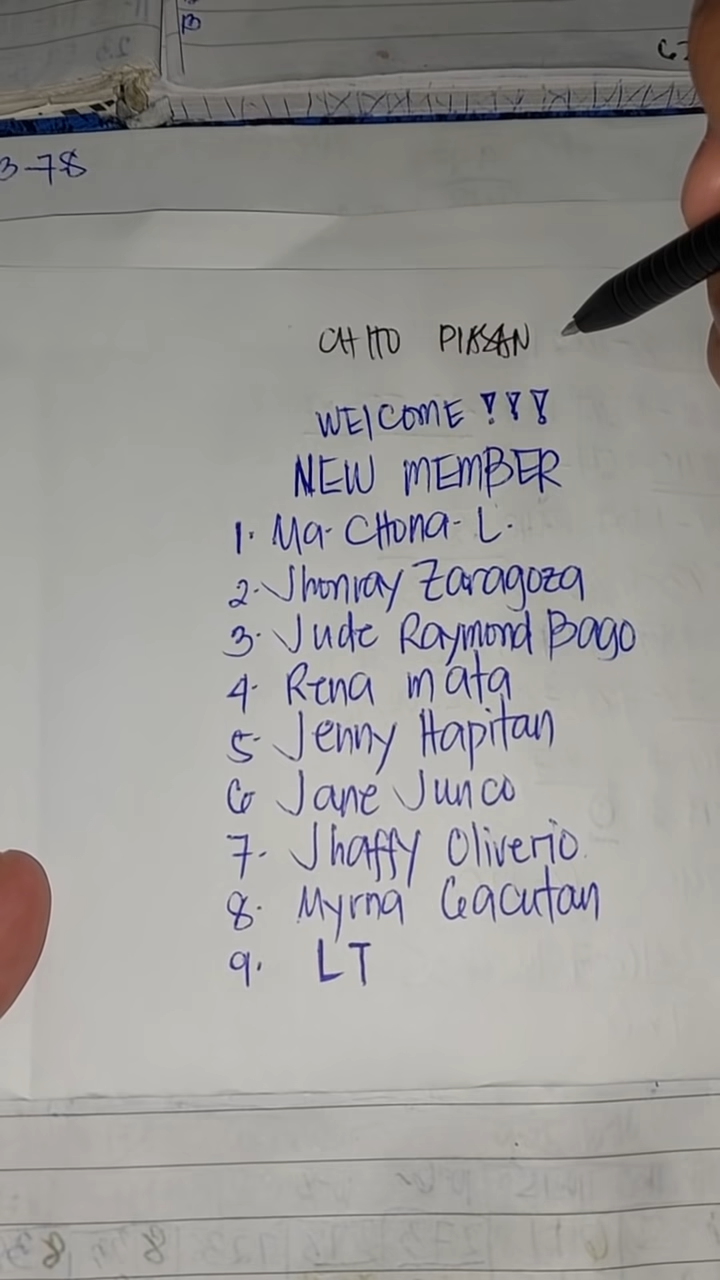 B
3-78
CHITO PIASAN
WELCOME!!!
NEW MEMBER
1. Ma. CHona. L.
2. Jhonray Zaragoza
3. Jude Raymond Bago
4. Rena mata
5. Jenny Hapitan
6. Jane Junco
7. Jhaffy Oliverio
8. Myrna Gacutan
9. LT